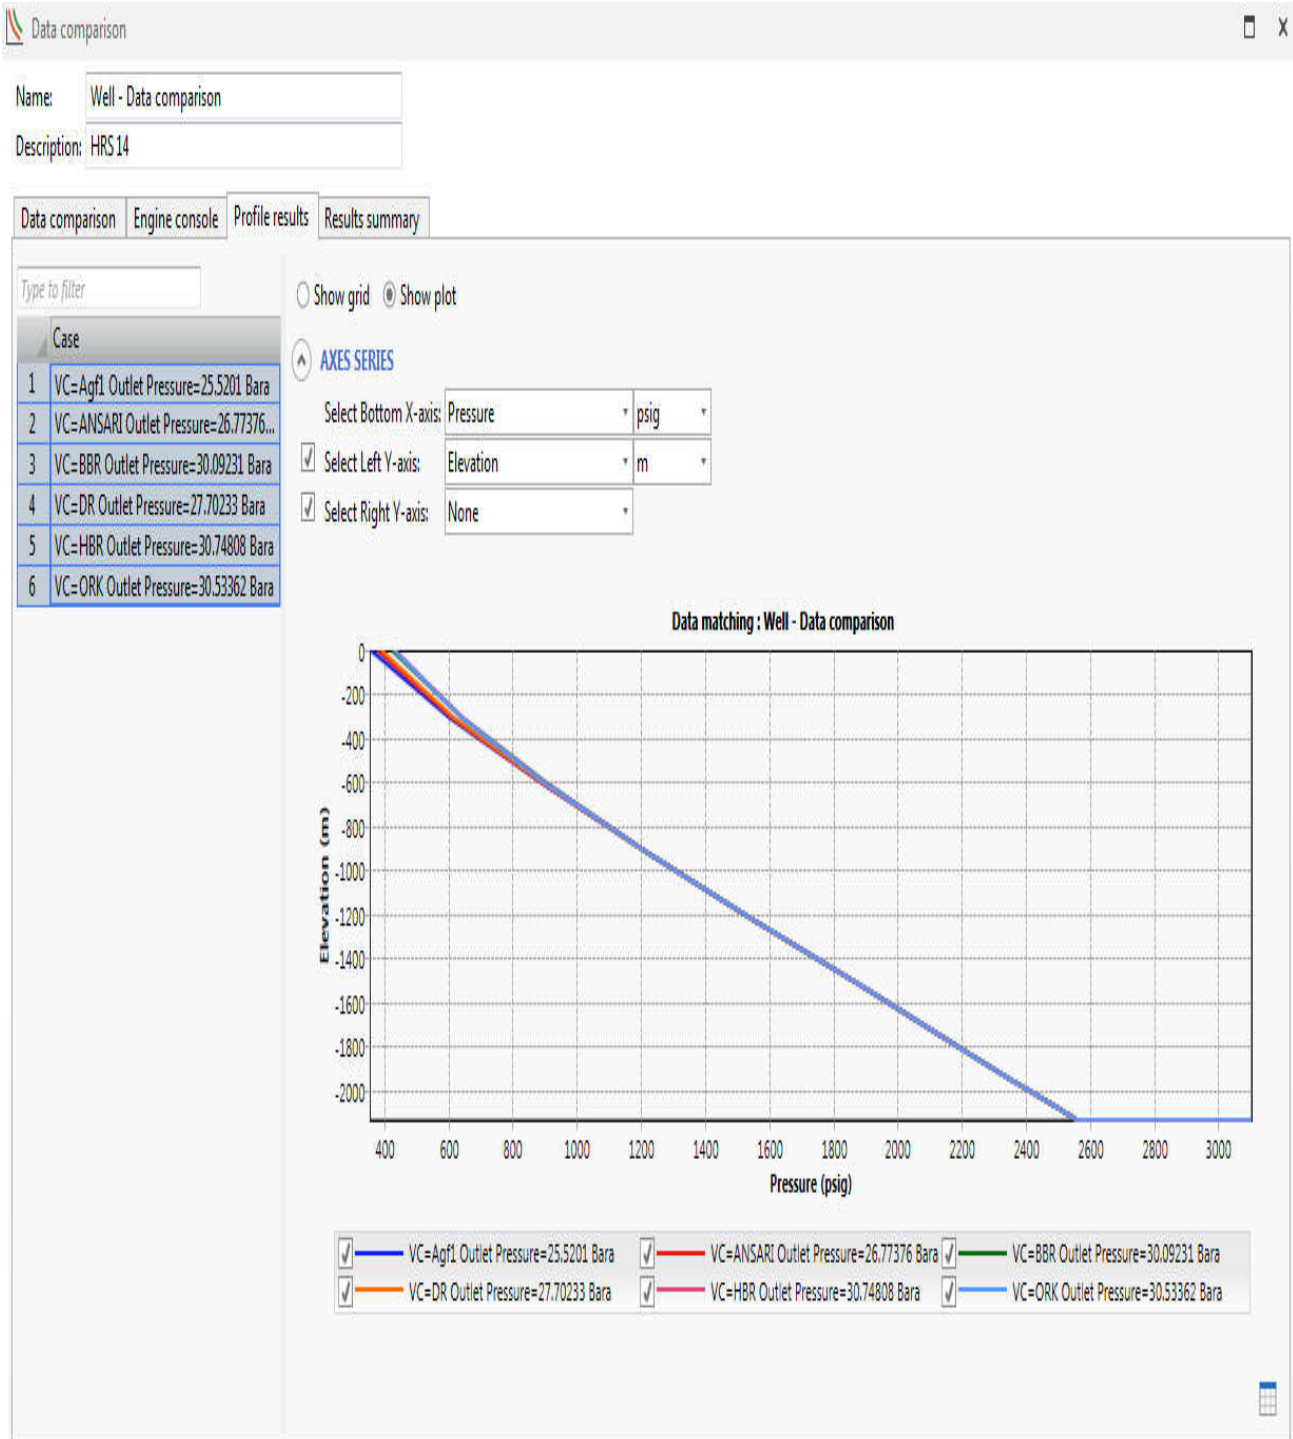 Data comparison
Name: Well - Data comparison
Description: HRS 14
Data comparison Engine console Profile results Results summary
Type to filter
Show grid Show plot
Case
AXES SERIES
1 VC=Agf1 Outlet Pressure=25.5201 Bara
2 VC=ANSARI Outlet Pressure=26.77376...
3 VC=BBR Outlet Pressure=30.09231 Bara
4 VC=DR Outlet Pressure=27.70233 Bara
5 VC=HBR Outlet Pressure=30.74808 Bara
6 VC=ORK Outlet Pressure=30.53362 Bara
Select Bottom X-axis: Pressure psig
Select Left Y-axis: Elevation m
Select Right Y-axis: None
Data matching : Well - Data comparison
0
-200
-400
-600
-800
-1000
-1200
-1400
-1600
-1800
-2000
Elevation (m)
400 600 800 1000 1200 1400 1600 1800 2000 2200 2400 2600 2800 3000
Pressure (psig)
VC=Agf1 Outlet Pressure=25.5201 Bara VC=ANSARI Outlet Pressure=26.77376 Bara VC=BBR Outlet Pressure=30.09231 Bara
VC=DR Outlet Pressure=27.70233 Bara VC=HBR Outlet Pressure=30.74808 Bara VC=ORK Outlet Pressure=30.53362 Bara